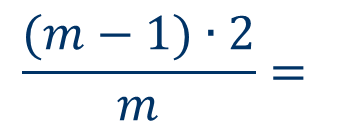 (m − 1) · 2
m
=